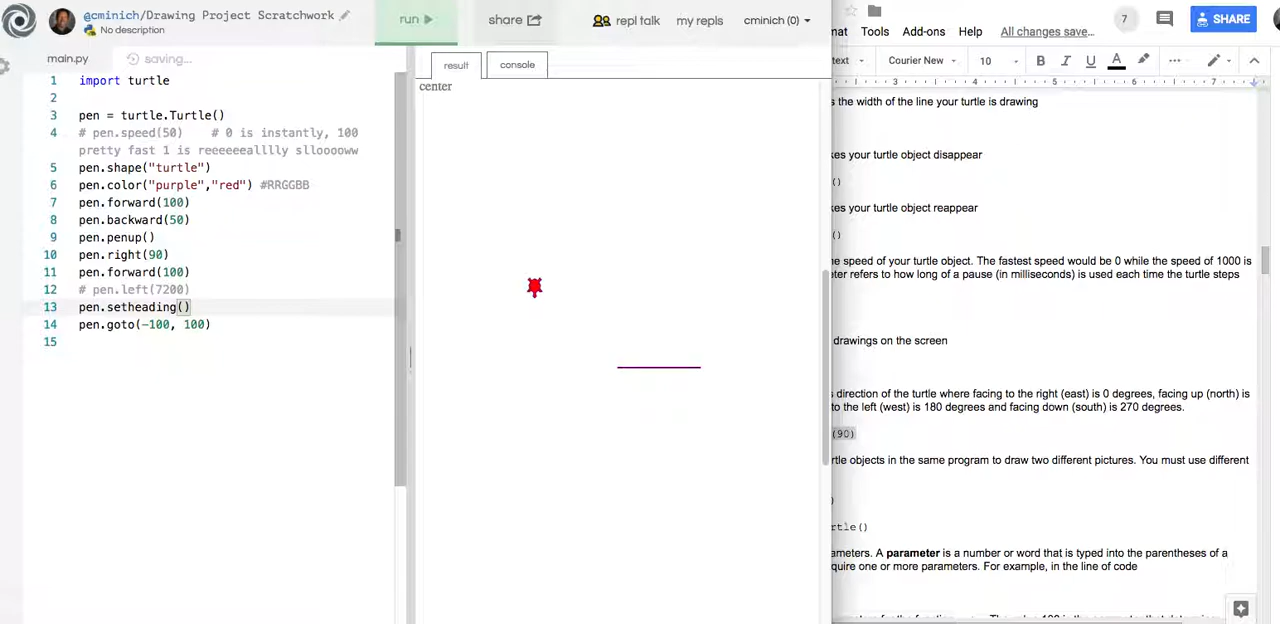 @cminich/Drawing Project Scratchwork
No description
run
share
repl talk
my repls
cminich (0)
main.py
saving...
result
console
center
1 import turtle
2
3 pen = turtle.Turtle()
4 # pen.speed(50)    # 0 is instantly, 100
pretty fast 1 is reeeeeealllly sllooooww
5 pen.shape("turtle")
6 pen.color("purple","red") #RRGGBB
7 pen.forward(100)
8 pen.backward(50)
9 pen.penup()
10 pen.right(90)
11 pen.forward(100)
12 # pen.left(7200)
13 pen.setheading()
14 pen.goto(-100, 100)
15
7
SHARE
mat Tools Add-ons Help All changes save...
text Courier New 10 B I U A
3 4 5 6 7
s the width of the line your turtle is drawing
kes your turtle object disappear
()
kes your turtle object reappear
()
he speed of your turtle object. The fastest speed would be 0 while the speed of 1000 is
ter refers to how long of a pause (in milliseconds) is used each time the turtle steps
drawings on the screen
s direction of the turtle where facing to the right (east) is 0 degrees, facing up (north) is
to the left (west) is 180 degrees and facing down (south) is 270 degrees.
(90)
rtle objects in the same program to draw two different pictures. You must use different
)
rtle()
ameters. A parameter is a number or word that is typed into the parentheses of a
quire one or more parameters. For example, in the line of code